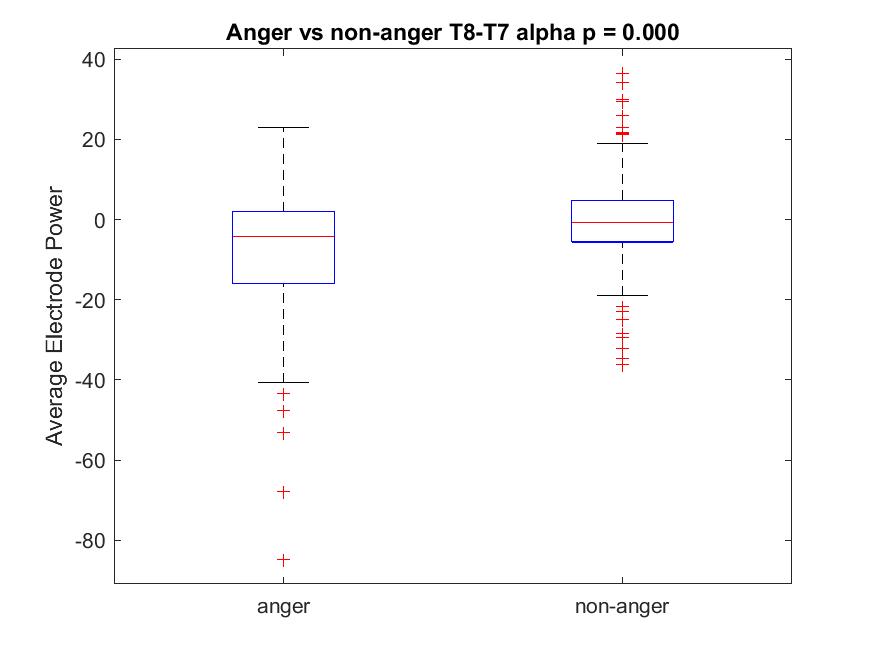 Anger vs non-anger T8-T7 alpha p = 0.000
Average Electrode Power
40
20
0
-20
-40
-60
-80
anger
non-anger